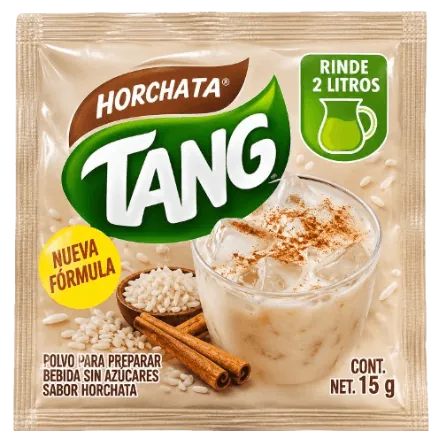 HORCHATA®
TANG®
RINDE
2 LITROS
NUEVA
FÓRMULA
POLVO PARA PREPARAR
BEBIDA SIN AZÚCARES
SABOR HORCHATA
CONT.
NET. 15 g